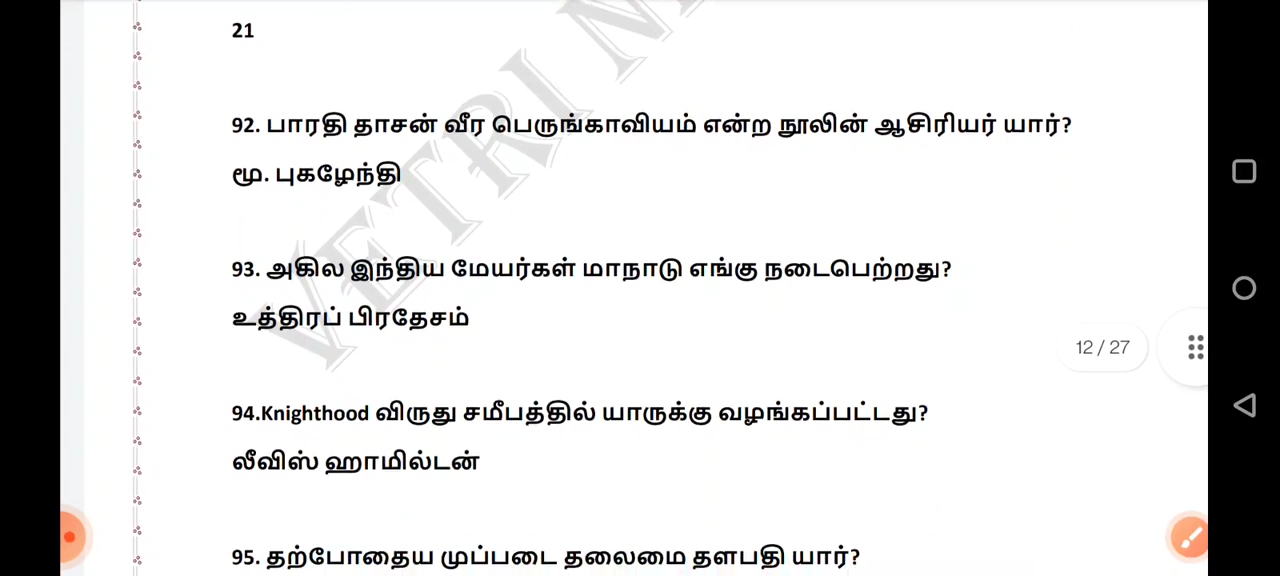 21
92. பாரதி தாசன் வீர பெருங்காவியம் என்ற நூலின் ஆசிரியர் யார்?
மு. புகழேந்தி
93. அகில இந்திய மேயர்கள் மாநாடு எங்கு நடைபெற்றது?
உத்திரப் பிரதேசம்
12 / 27
94.Knighthood விருது சமீபத்தில் யாருக்கு வழங்கப்பட்டது?
லீவிஸ் ஹாமில்டன்
95. தற்போதைய முப்படை தலைமை தளபதி யார்?
VETRI N